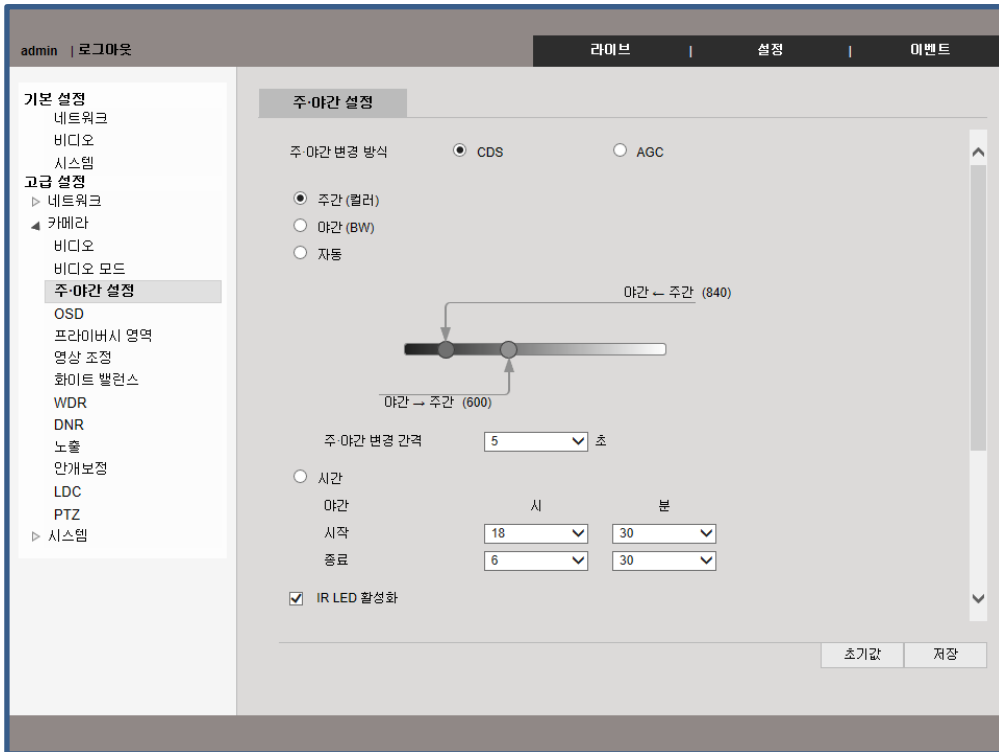 admin | 로그아웃
라이브 | 설정 | 이벤트
기본 설정
네트워크
비디오
시스템
고급 설정
네트워크
카메라
비디오
비디오 모드
주·야간 설정
OSD
프라이버시 영역
영상 조정
화이트 밸런스
WDR
DNR
노출
안개보정
LDC
PTZ
시스템
주·야간 설정
주·야간 변경 방식 CDS AGC
주간 (컬러)
야간 (BW)
자동
야간 ← 주간 (840)
야간 → 주간 (600)
주·야간 변경 간격 5 초
시간
야간 시 분
시작 18 30
종료 6 30
IR LED 활성화
초기값 저장